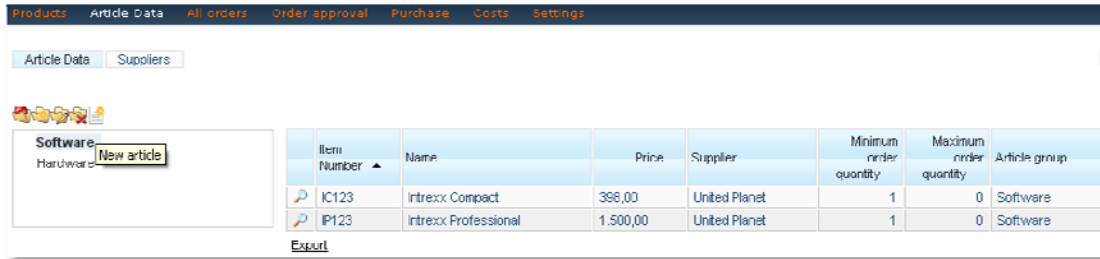 Products Article Data All orders Order approval Purchase Costs Settings
Article Data Suppliers
Software
New article
Hardware
Item Number Name Price Supplier Minimum order quantity Maximum order quantity Article group
IC123 Intrexx Compact 398,00 United Planet 1 0 Software
IP123 Intrexx Professional 1.500,00 United Planet 1 0 Software
Export